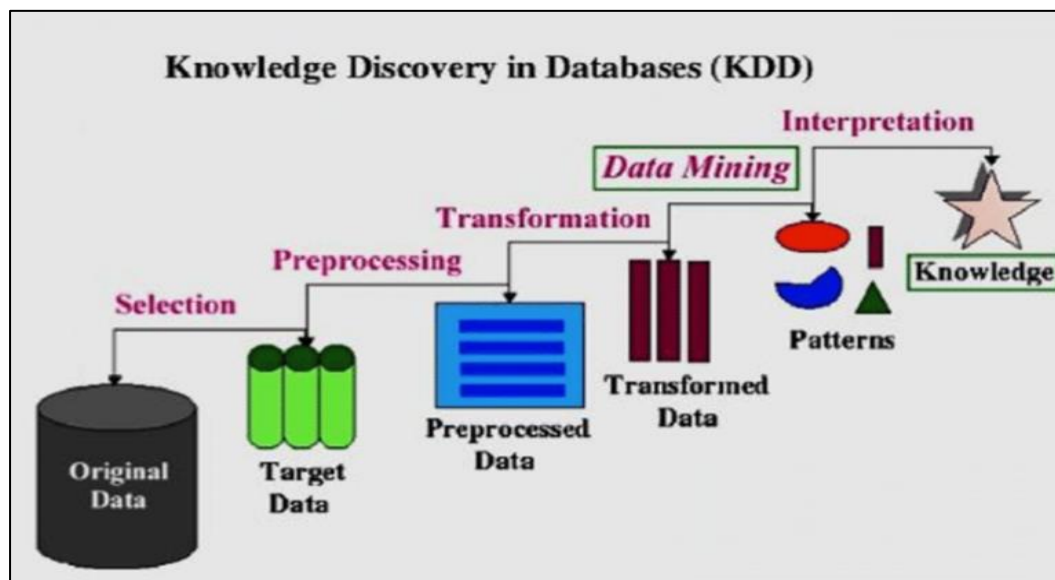 Knowledge Discovery in Databases (KDD)
Interpretation
Data Mining
Transformation
Preprocessing
Selection
Original
Data
Target
Data
Preprocessed
Data
Transformed
Data
Patterns
Knowledge